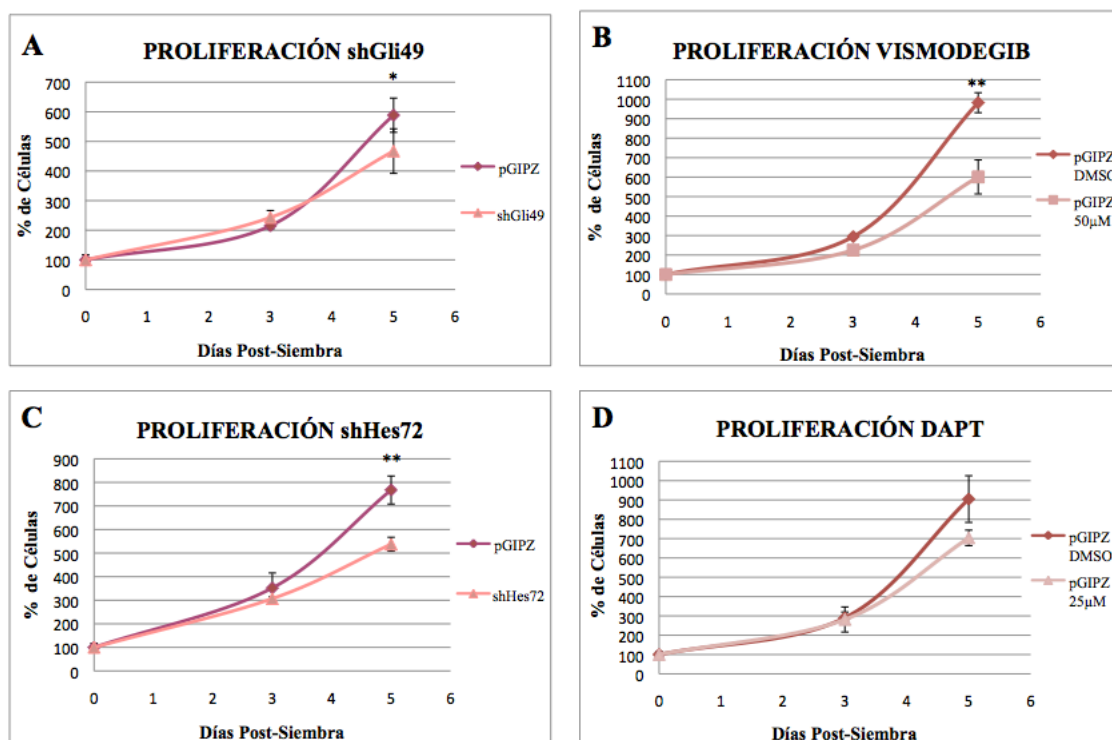 A
PROLIFERACIÓN shGli49
*
700
600
500
400
300
200
100
0
0 1 2 3 4 5 6
% de Células
Días Post-Siembra
pGIPZ
shGli49
B
PROLIFERACIÓN VISMODEGIB
**
1100
1000
900
800
700
600
500
400
300
200
100
0
0 1 2 3 4 5 6
% de Células
Días Post-Siembra
pGIPZ
DMSO
pGIPZ
50µM
C
PROLIFERACIÓN shHes72
**
900
800
700
600
500
400
300
200
100
0
0 1 2 3 4 5 6
% de Células
Días Post-Siembra
pGIPZ
shHes72
D
PROLIFERACIÓN DAPT
1100
1000
900
800
700
600
500
400
300
200
100
0
0 1 2 3 4 5 6
% de Células
Días Post-Siembra
pGIPZ
DMSO
pGIPZ
25µM